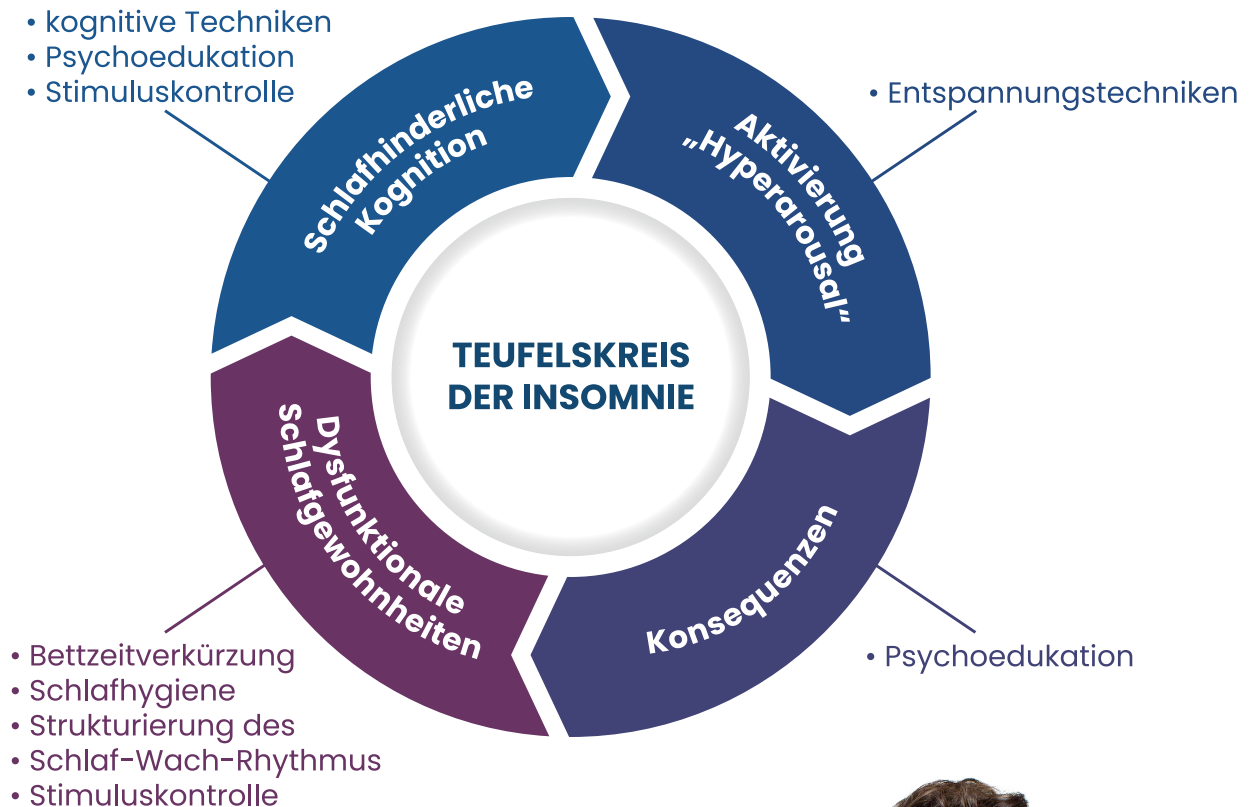 • kognitive Techniken
• Psychoedukation
• Stimuluskontrolle
Schlafhinderliche
Kognition
Aktivierung
„Hyperarousal“
• Entspannungstechniken
TEUFELSKREIS
DER INSOMNIE
Dysfunktionale
Schlafgewohnheiten
Konsequenzen
• Bettzeitverkürzung
• Schlafhygiene
• Strukturierung des
• Schlaf-Wach-Rhythmus
• Stimuluskontrolle
• Psychoedukation